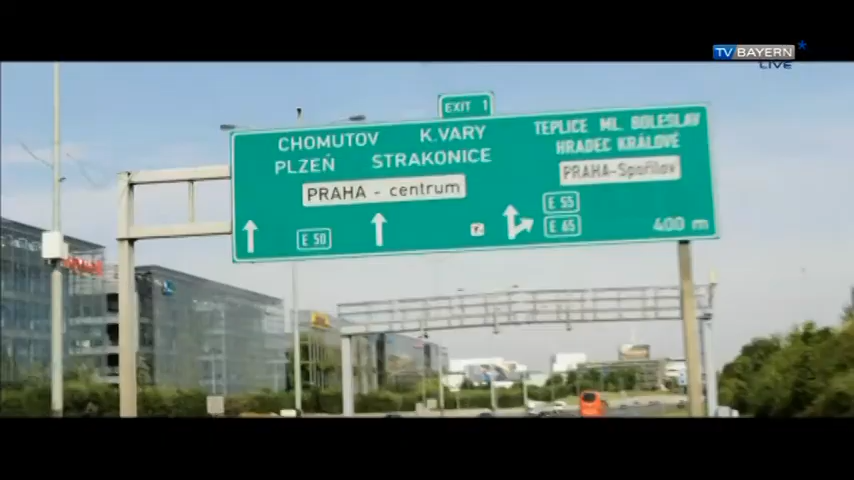 TV BAYERN
LIVE
EXIT 1
CHOMUTOV K.VARY
PLZEŇ STRAKONICE
PRAHA - centrum
E 50
TEPLICE ML. BOLESLAV
HRADEC KRÁLOVÉ
PRAHA-Spořilov
E 55
E 65
400 m